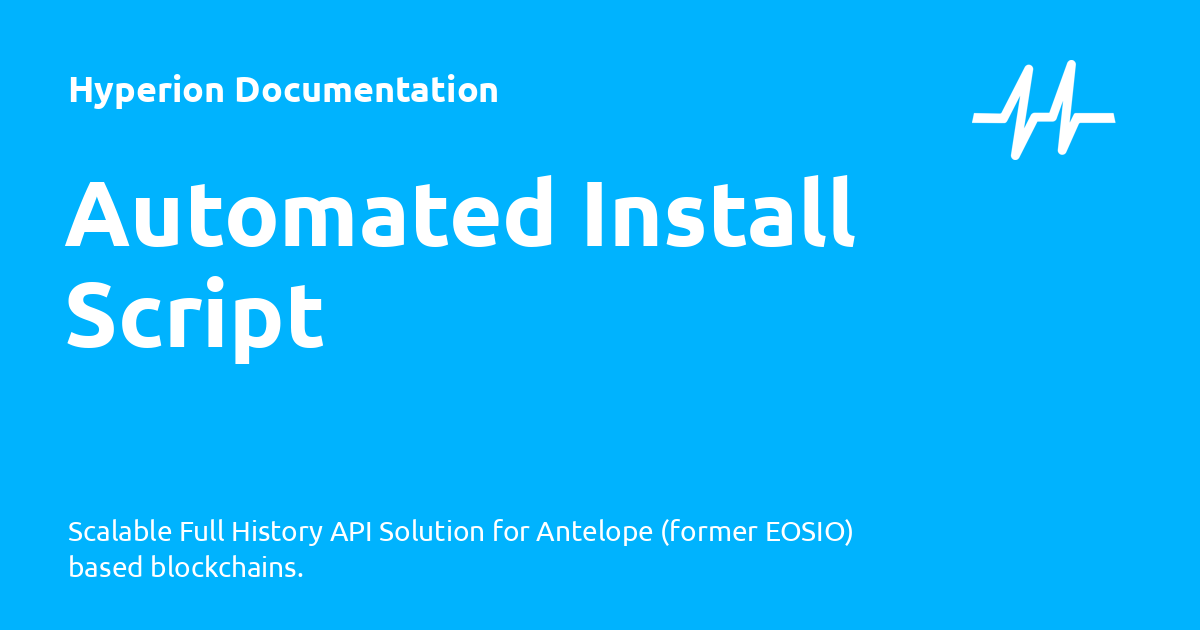 Hyperion Documentation
Automated Install
Script
Scalable Full History API Solution for Antelope (former EOSIO)
based blockchains.